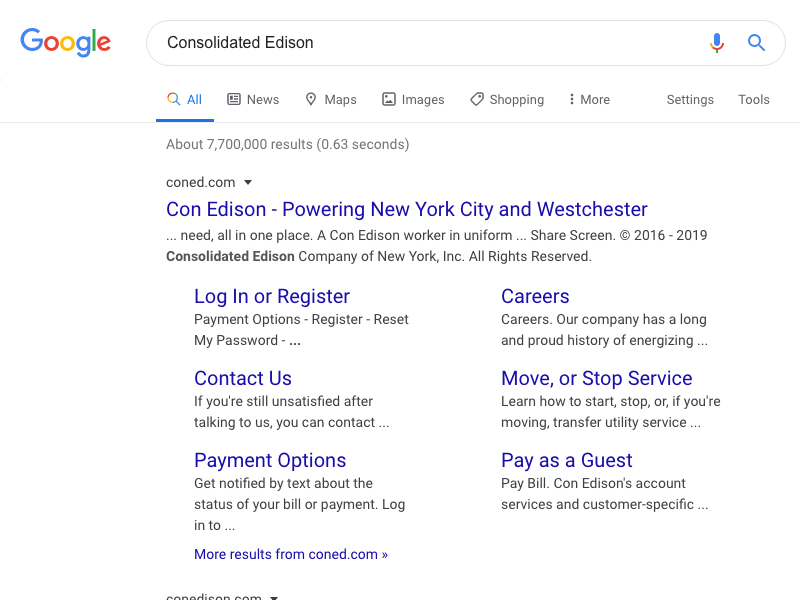 Google
Consolidated Edison
All News Maps Images Shopping More Settings Tools
About 7,700,000 results (0.63 seconds)
coned.com
Con Edison - Powering New York City and Westchester
... need, all in one place. A Con Edison worker in uniform ... Share Screen. © 2016 - 2019
Consolidated Edison Company of New York, Inc. All Rights Reserved.
Log In or Register
Payment Options - Register - Reset
My Password - ...
Careers
Careers. Our company has a long
and proud history of energizing ...
Contact Us
If you're still unsatisfied after
talking to us, you can contact ...
Move, or Stop Service
Learn how to start, stop, or, if you're
moving, transfer utility service ...
Payment Options
Get notified by text about the
status of your bill or payment. Log
in to ...
Pay as a Guest
Pay Bill. Con Edison's account
services and customer-specific ...
More results from coned.com »
conedison.com